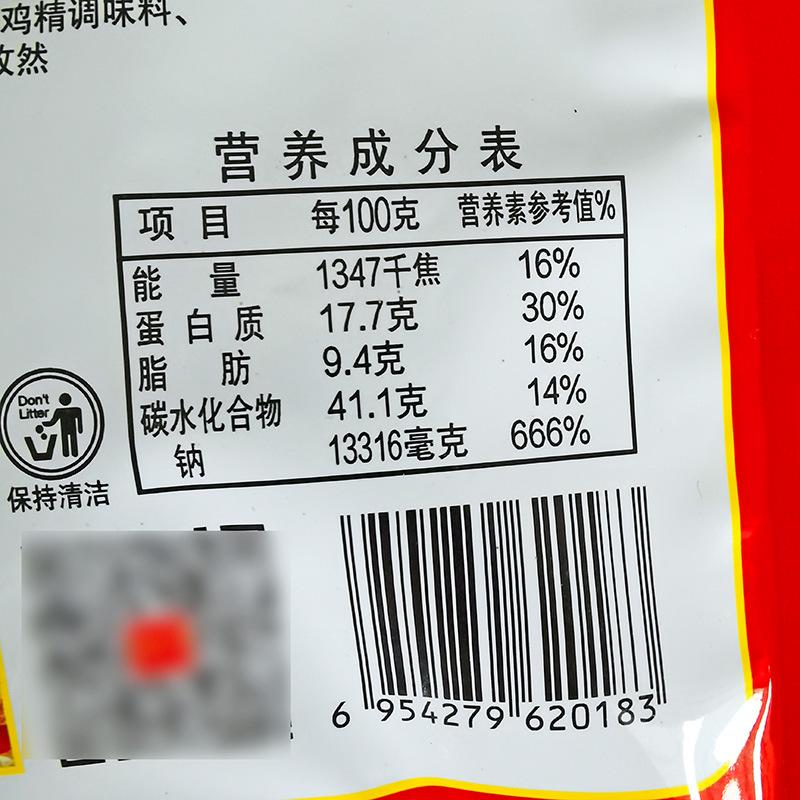 鸡精调味料、
孜然
营养成分表
项目 每100克 营养素参考值%
能量 1347千焦 16%
蛋白质 17.7克 30%
脂肪 9.4克 16%
碳水化合物 41.1克 14%
钠 13316毫克 666%
Don't
Litter
保持清洁
6 954279 620183